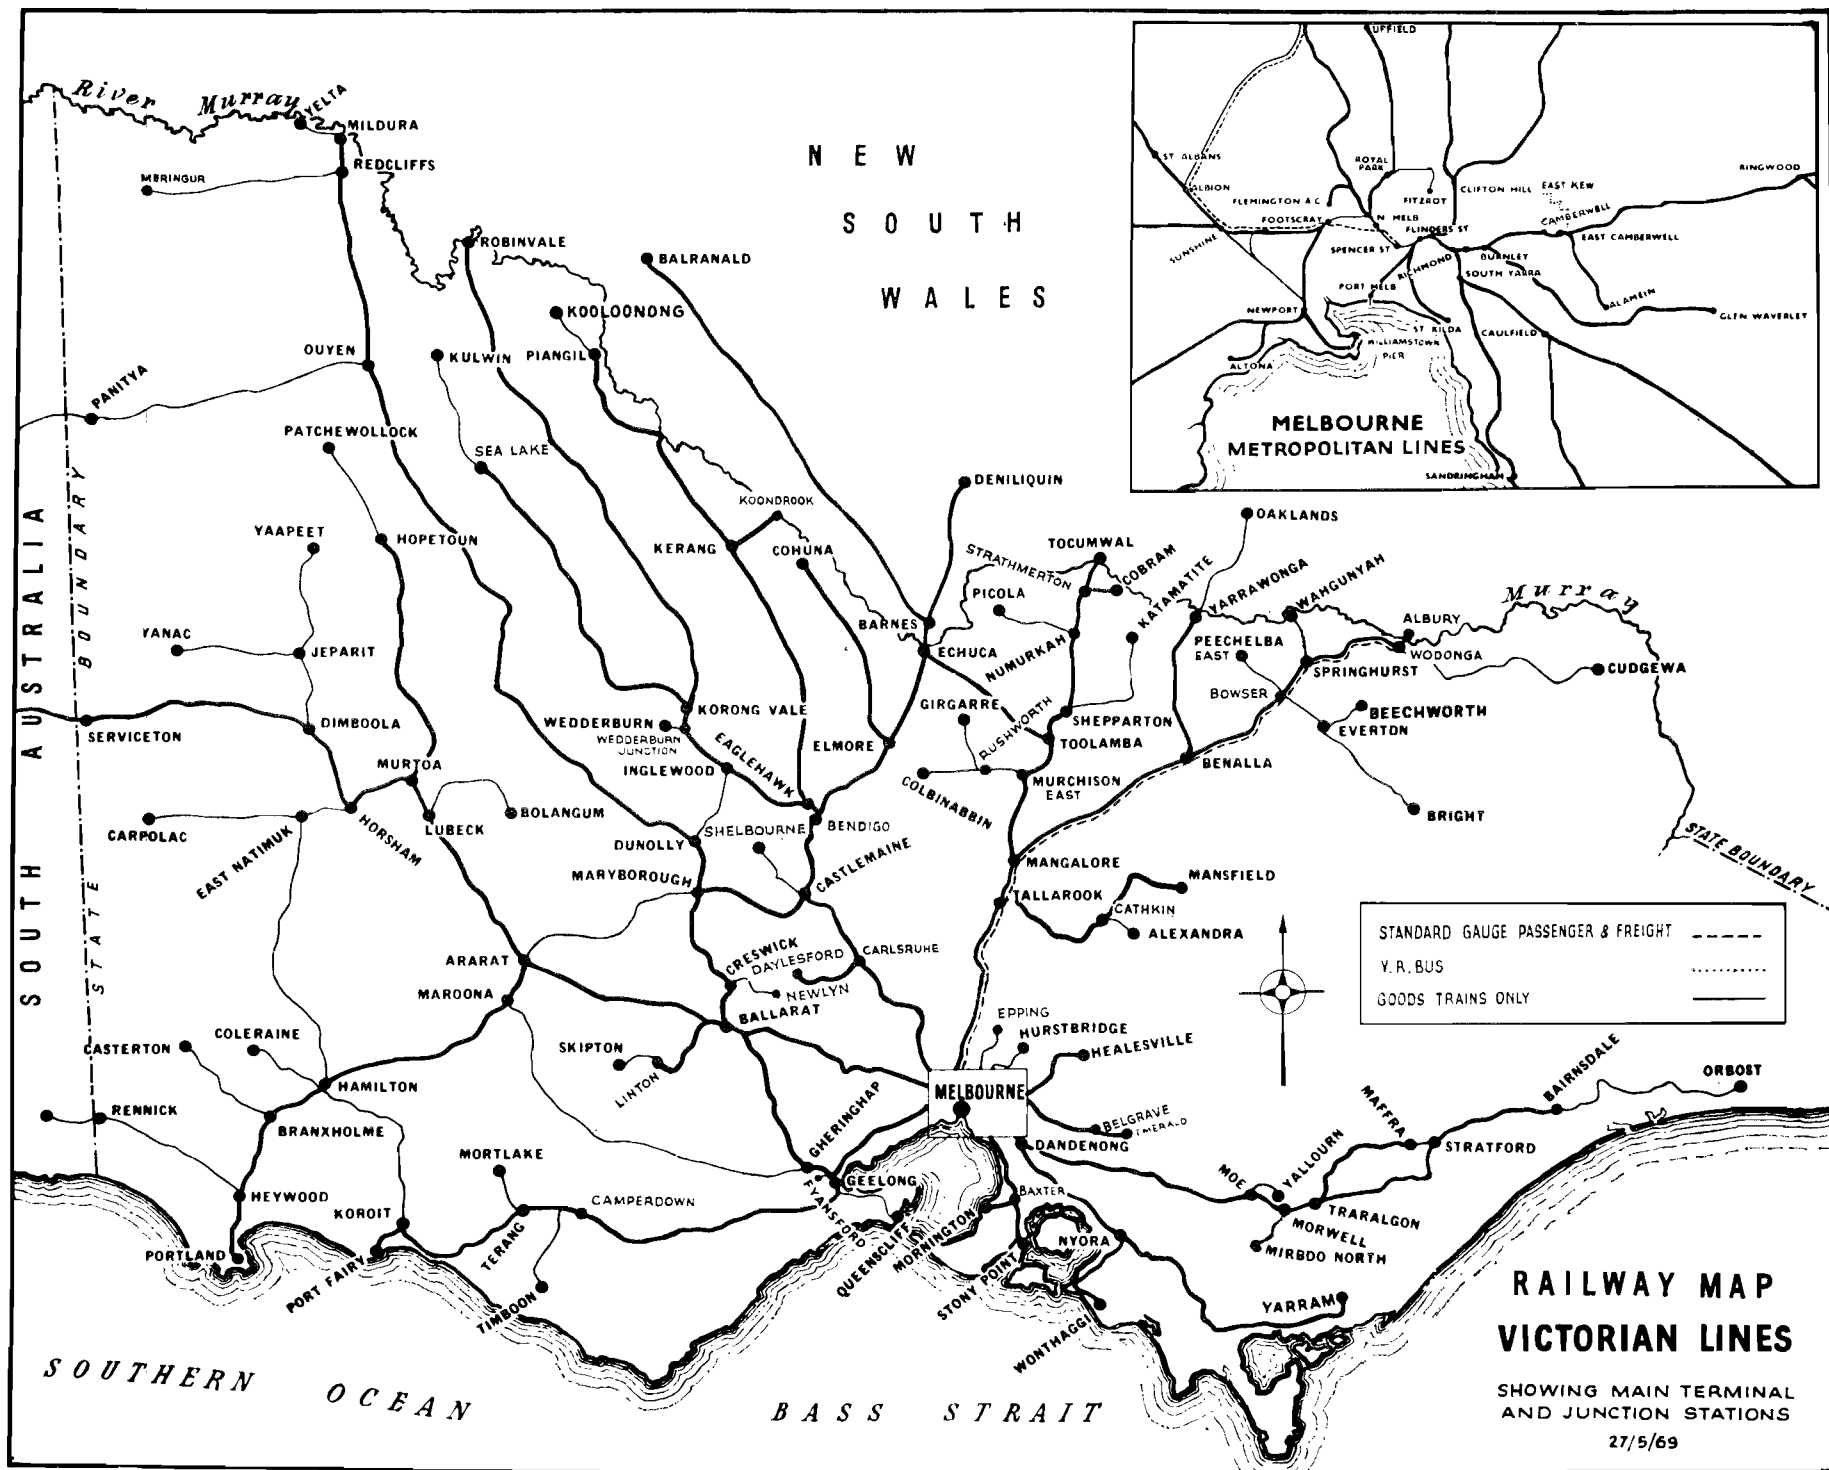 River Murray
YELTA
MILDURA
REDCLIFFS
MERINGUR
NEW
SOUTH
WALES
ROBINVALE
BALRANALD
KOOLOONONG
OUYEN
KULWIN
PIANGIL
PANITYA
PATCHEWOLLOCK
SEA LAKE
KOONDROOK
DENILIQUIN
YAAPEET
HOPETOUN
KERANG
COHUNA
STRATHMERTON
TOCUMWAL
COBRAM
KATAMATITE
OAKLANDS
PICOLA
YARRAWONGA
WAHGUNYAH
Murray
YANAC
JEPARIT
BARNES
ECHUCA
NUMURKAH
PEECHELBA
EAST
ALBURY
WODONGA
SPRINGHURST
CUDGEWA
SERVICETON
DIMBOOLA
WEDDERBURN
WEDDERBURN
JUNCTION
KORONG VALE
EAGLEHAWK
ELMORE
GIRGARRE
RUSHWORTH
SHEPPARTON
TOOLAMBA
BOWSER
BEECHWORTH
EVERTON
BENALLA
MURTOA
INGLEWOOD
COLBINABBIN
MURCHISON
EAST
BRIGHT
CARPOLAC
EAST NATIMUK
HORSHAM
LUBECK
BOLANGUM
SHELBOURNE
BENDIGO
DUNOLLY
MARYBOROUGH
CASTLEMAINE
MANGALORE
TALLAROOK
MANSFIELD
CATHKIN
ALEXANDRA
STATE BOUNDARY
SOUTH AUSTRALIA
STATE BOUNDARY
ARARAT
MAROONA
CRESWICK
DAYLESFORD
CARLSRUHE
NEWLYN
BALLARAT
STANDARD GAUGE PASSENGER & FREIGHT
V.R. BUS
GOODS TRAINS ONLY
COLERAINE
CASTERTON
HAMILTON
SKIPTON
LINTON
EPPING
HURSTBRIDGE
HEALESVILLE
RENNICK
BRANXHOLME
GHERINGHAP
MELBOURNE
BELGRAVE
EMERALD
DANDENONG
MAFFRA
BAIRNSDALE
ORBOST
STRATFORD
HEYWOOD
MORTLAKE
CAMPERDOWN
FYANSFORD
GEELONG
BAXTER
MOE
YALLOURN
TRARALGON
MORWELL
MIRBOO NORTH
PORTLAND
KOROIT
PORT FAIRY
TERANG
TIMBOON
QUEENSCLIFF
MORNINGTON
STONY POINT
NYORA
WONTHAGGI
YARRAM
SOUTHERN OCEAN
BASS STRAIT
RAILWAY MAP
VICTORIAN LINES
SHOWING MAIN TERMINAL
AND JUNCTION STATIONS
27/5/69
UPFIELD
ST ALBANS
ALBION
ROYAL
PARK
FITZROY
CLIFTON HILL
EAST KEW
RINGWOOD
FLEMINGTON A.C
FOOTSCRAY
N MELB
FLINDERS ST
CAMBERWELL
EAST CAMBERWELL
SUNSHINE
SPENCER ST
RICHMOND
BURNLEY
SOUTH YARRA
PORT MELB
ALAMEIN
GLEN WAVERLEY
NEWPORT
ST KILDA
CAULFIELD
WILLIAMSTOWN
PIER
ALTONA
MELBOURNE
METROPOLITAN LINES
SANDRINGHAM